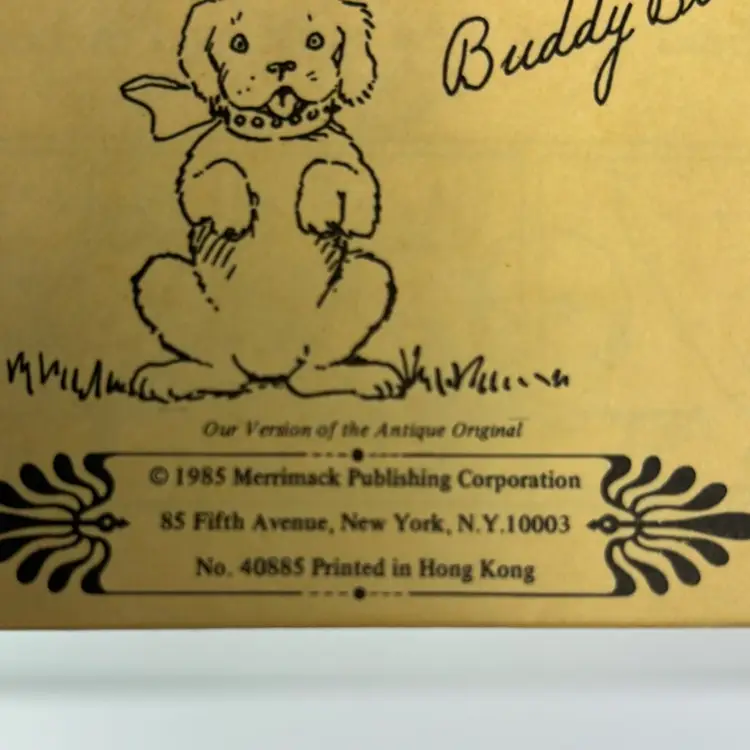 Buddy
Our Version of the Antique Original
© 1985 Merrimack Publishing Corporation
85 Fifth Avenue, New York, N.Y.10003
No. 40885 Printed in Hong Kong